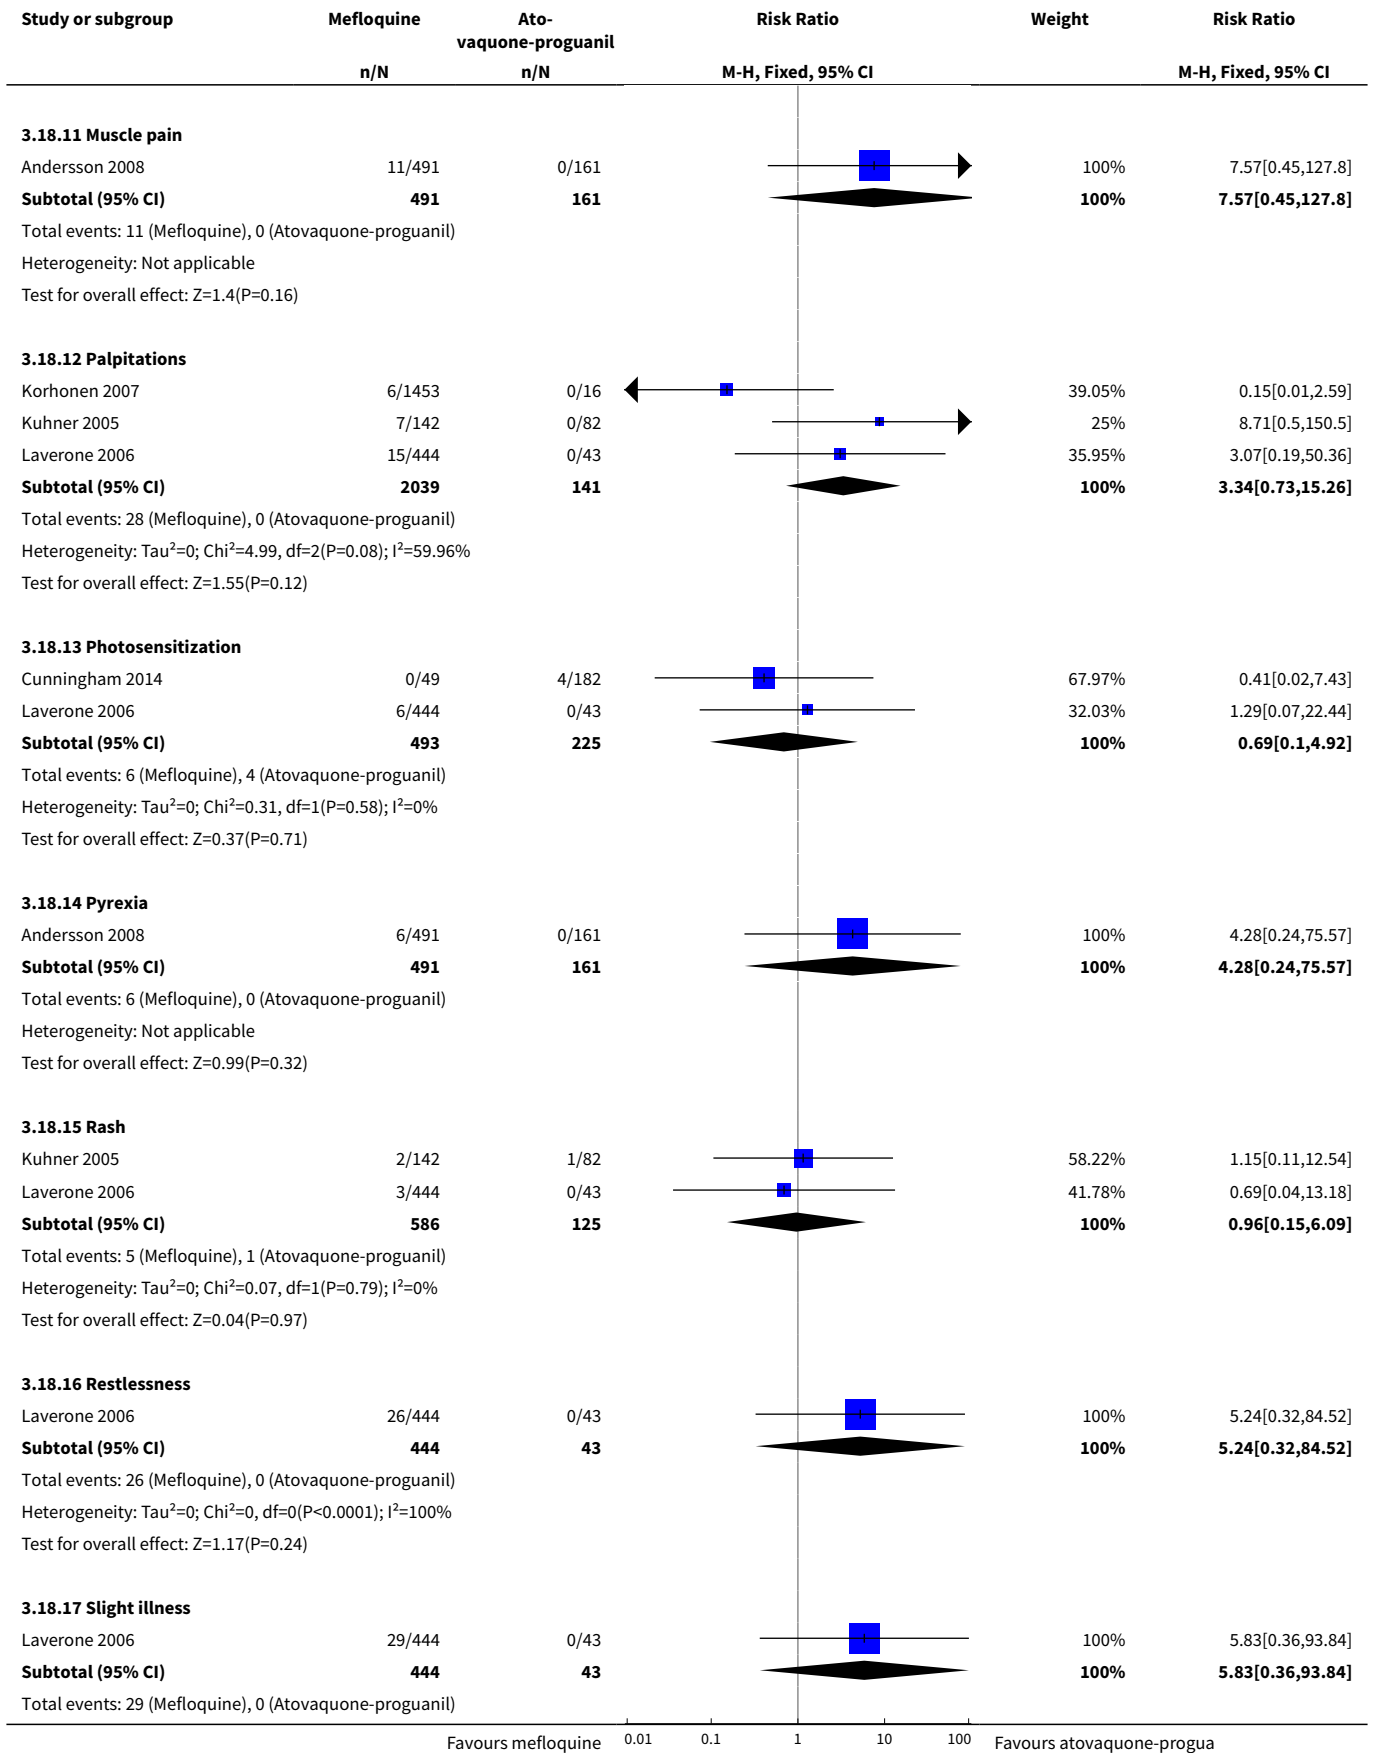 Study or subgroup Mefloquine Ato- Risk Ratio Weight Risk Ratio
vaquone-proguanil
n/N n/N M-H, Fixed, 95% CI M-H, Fixed, 95% CI
3.18.11 Muscle pain
Andersson 2008 11/491 0/161 100% 7.57[0.45,127.8]
Subtotal (95% CI) 491 161 100% 7.57[0.45,127.8]
Total events: 11 (Mefloquine), 0 (Atovaquone-proguanil)
Heterogeneity: Not applicable
Test for overall effect: Z=1.4(P=0.16)
3.18.12 Palpitations
Korhonen 2007 6/1453 0/16 39.05% 0.15[0.01,2.59]
Kuhner 2005 7/142 0/82 25% 8.71[0.5,150.5]
Laverone 2006 15/444 0/43 35.95% 3.07[0.19,50.36]
Subtotal (95% CI) 2039 141 100% 3.34[0.73,15.26]
Total events: 28 (Mefloquine), 0 (Atovaquone-proguanil)
Heterogeneity: Tau²=0; Chi²=4.99, df=2(P=0.08); I²=59.96%
Test for overall effect: Z=1.55(P=0.12)
3.18.13 Photosensitization
Cunningham 2014 0/49 4/182 67.97% 0.41[0.02,7.43]
Laverone 2006 6/444 0/43 32.03% 1.29[0.07,22.44]
Subtotal (95% CI) 493 225 100% 0.69[0.1,4.92]
Total events: 6 (Mefloquine), 4 (Atovaquone-proguanil)
Heterogeneity: Tau²=0; Chi²=0.31, df=1(P=0.58); I²=0%
Test for overall effect: Z=0.37(P=0.71)
3.18.14 Pyrexia
Andersson 2008 6/491 0/161 100% 4.28[0.24,75.57]
Subtotal (95% CI) 491 161 100% 4.28[0.24,75.57]
Total events: 6 (Mefloquine), 0 (Atovaquone-proguanil)
Heterogeneity: Not applicable
Test for overall effect: Z=0.99(P=0.32)
3.18.15 Rash
Kuhner 2005 2/142 1/82 58.22% 1.15[0.11,12.54]
Laverone 2006 3/444 0/43 41.78% 0.69[0.04,13.18]
Subtotal (95% CI) 586 125 100% 0.96[0.15,6.09]
Total events: 5 (Mefloquine), 1 (Atovaquone-proguanil)
Heterogeneity: Tau²=0; Chi²=0.07, df=1(P=0.79); I²=0%
Test for overall effect: Z=0.04(P=0.97)
3.18.16 Restlessness
Laverone 2006 26/444 0/43 100% 5.24[0.32,84.52]
Subtotal (95% CI) 444 43 100% 5.24[0.32,84.52]
Total events: 26 (Mefloquine), 0 (Atovaquone-proguanil)
Heterogeneity: Tau²=0; Chi²=0, df=0(P<0.0001); I²=100%
Test for overall effect: Z=1.17(P=0.24)
3.18.17 Slight illness
Laverone 2006 29/444 0/43 100% 5.83[0.36,93.84]
Subtotal (95% CI) 444 43 100% 5.83[0.36,93.84]
Total events: 29 (Mefloquine), 0 (Atovaquone-proguanil)
Favours mefloquine 0.01 0.1 1 10 100 Favours atovaquone-progua